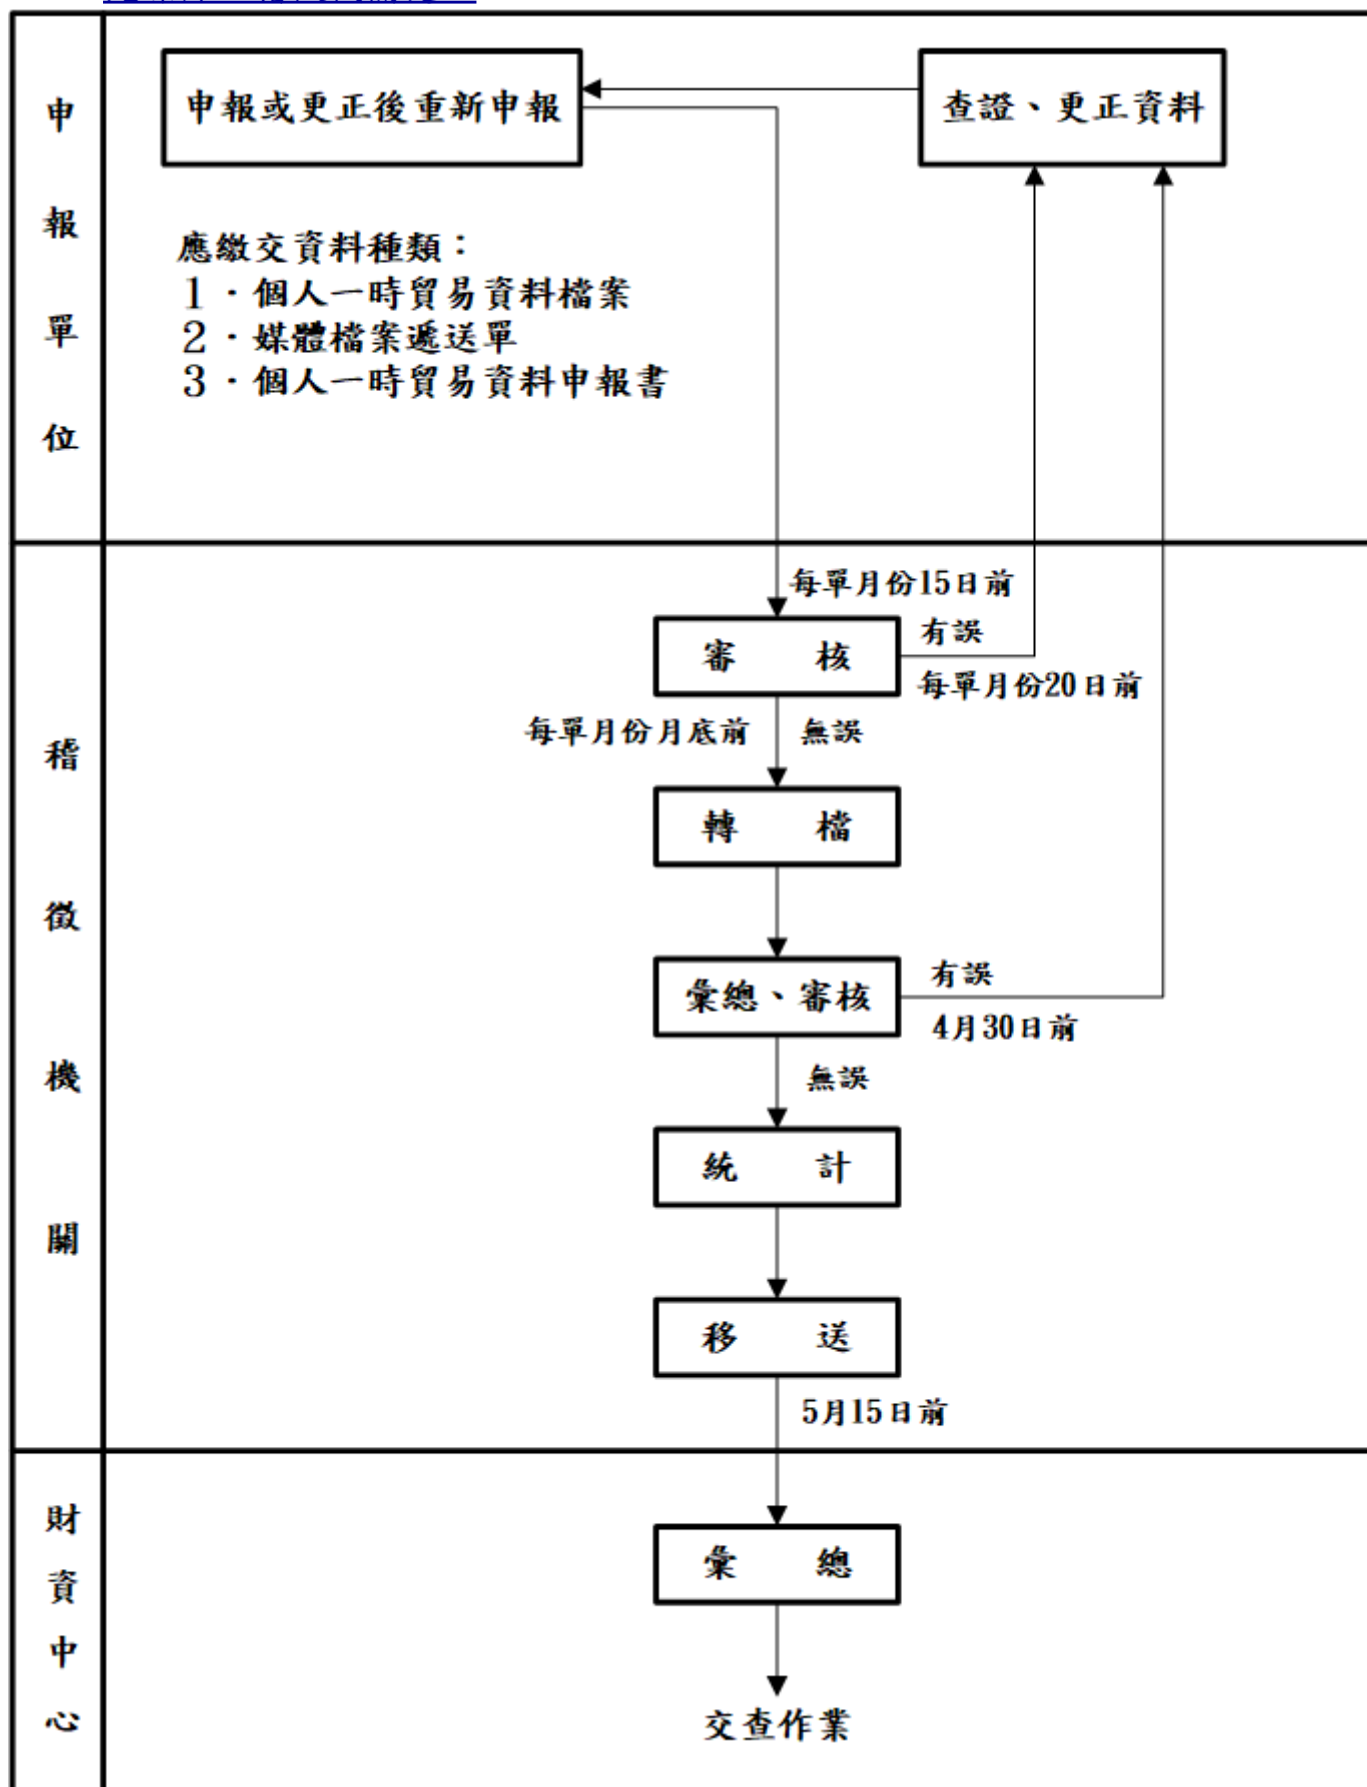 申報單位
申報或更正後重新申報
查證、更正資料
應繳交資料種類：
１．個人一時貿易資料檔案
２．媒體檔案遞送單
３．個人一時貿易資料申報書
稽徵機關
每單月份15日前
審　核
有誤
每單月份20日前
每單月份月底前
無誤
轉　檔
彙總、審核
有誤
4月30日前
無誤
統　計
移　送
5月15日前
財資中心
彙　總
交查作業